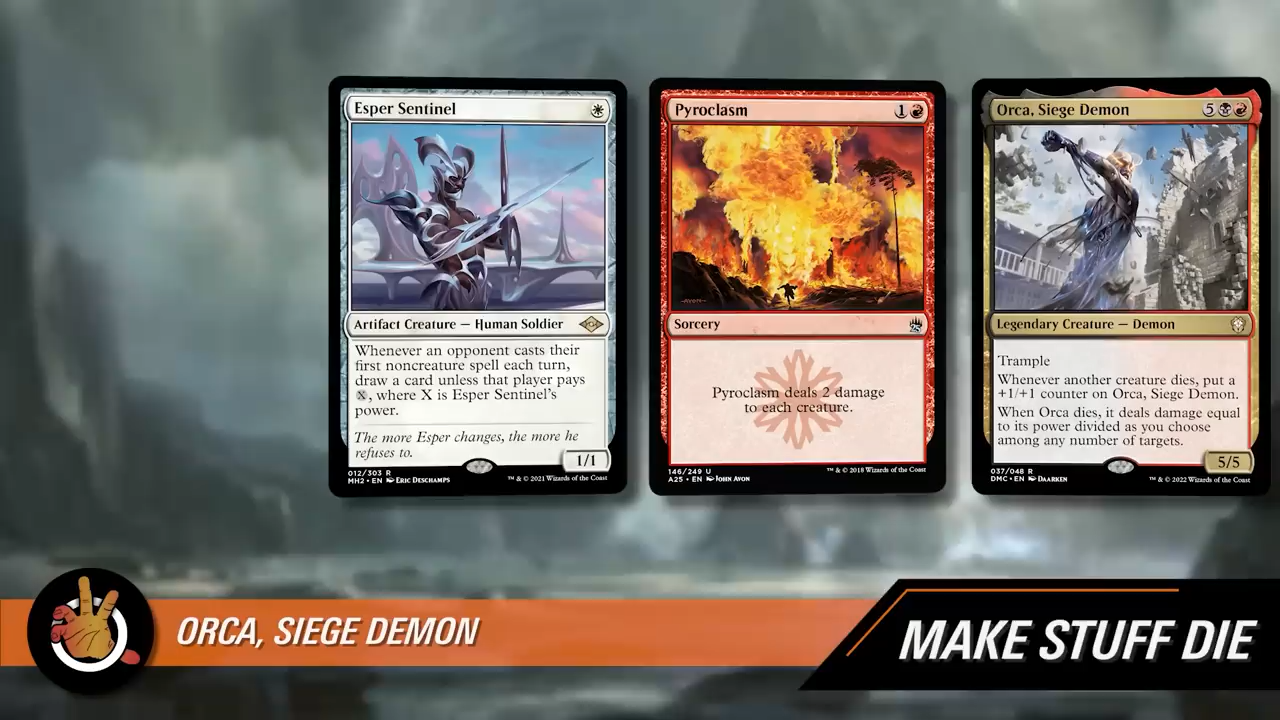 Esper Sentinel
Artifact Creature — Human Soldier
Whenever an opponent casts their
first noncreature spell each turn,
draw a card unless that player pays
X, where X is Esper Sentinel's
power.
The more Esper changes, the more he
refuses to.
1/1
012/303 R
MH2 • EN Eric Deschamps
™ & © 2021 Wizards of the Coast
Pyroclasm
1
Sorcery
Pyroclasm deals 2 damage
to each creature.
146/249 U
A25 • EN John Avon
™ & © 2018 Wizards of the Coast
Orca, Siege Demon
5
Legendary Creature — Demon
Trample
Whenever another creature dies, put a
+1/+1 counter on Orca, Siege Demon.
When Orca dies, it deals damage equal
to its power divided as you choose
among any number of targets.
5/5
037/048 R
DMC • EN Daarken
™ & © 2022 Wizards of the Coast
ORCA, SIEGE DEMON
MAKE STUFF DIE